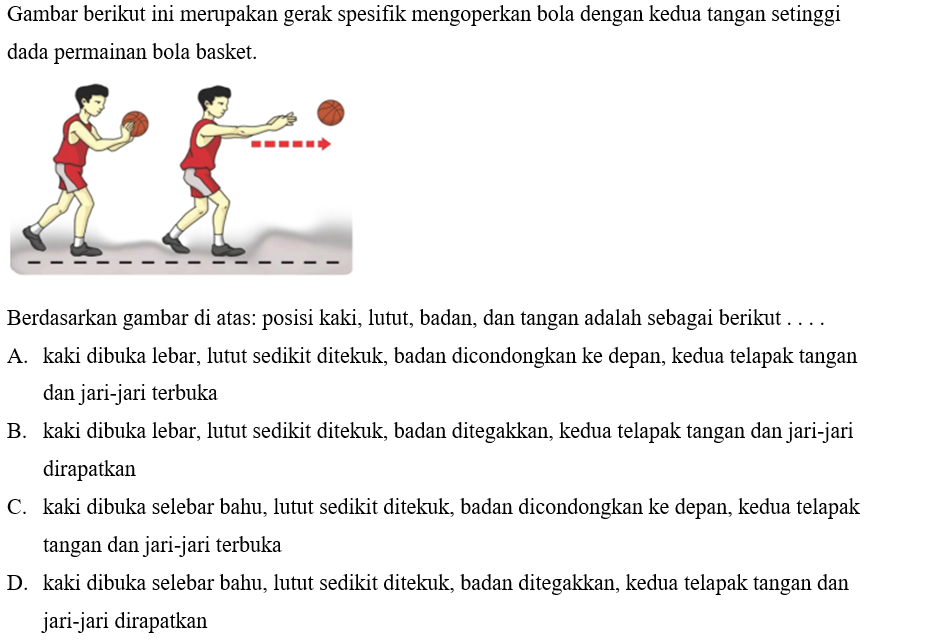 Gambar berikut ini merupakan gerak spesifik mengoperkan bola dengan kedua tangan setinggi
dada permainan bola basket.
Berdasarkan gambar di atas: posisi kaki, lutut, badan, dan tangan adalah sebagai berikut . . . .
A. kaki dibuka lebar, lutut sedikit ditekuk, badan dicondongkan ke depan, kedua telapak tangan
dan jari-jari terbuka
B. kaki dibuka lebar, lutut sedikit ditekuk, badan ditegakkan, kedua telapak tangan dan jari-jari
dirapatkan
C. kaki dibuka selebar bahu, lutut sedikit ditekuk, badan dicondongkan ke depan, kedua telapak
tangan dan jari-jari terbuka
D. kaki dibuka selebar bahu, lutut sedikit ditekuk, badan ditegakkan, kedua telapak tangan dan
jari-jari dirapatkan